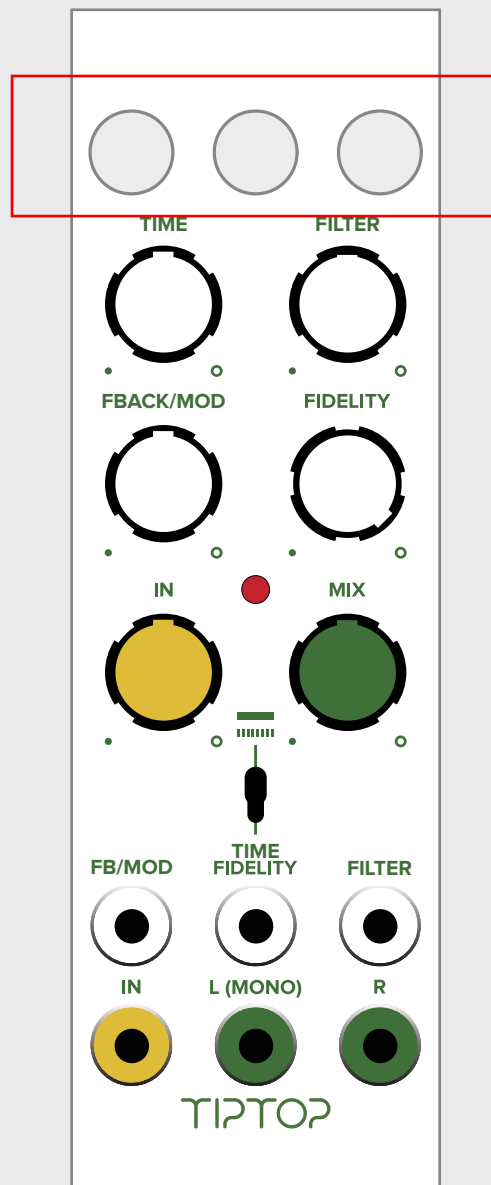 TIME FILTER
FBACK/MOD FIDELITY
IN MIX
TIME
FB/MOD FIDELITY FILTER
IN L (MONO) R
TIPTOP